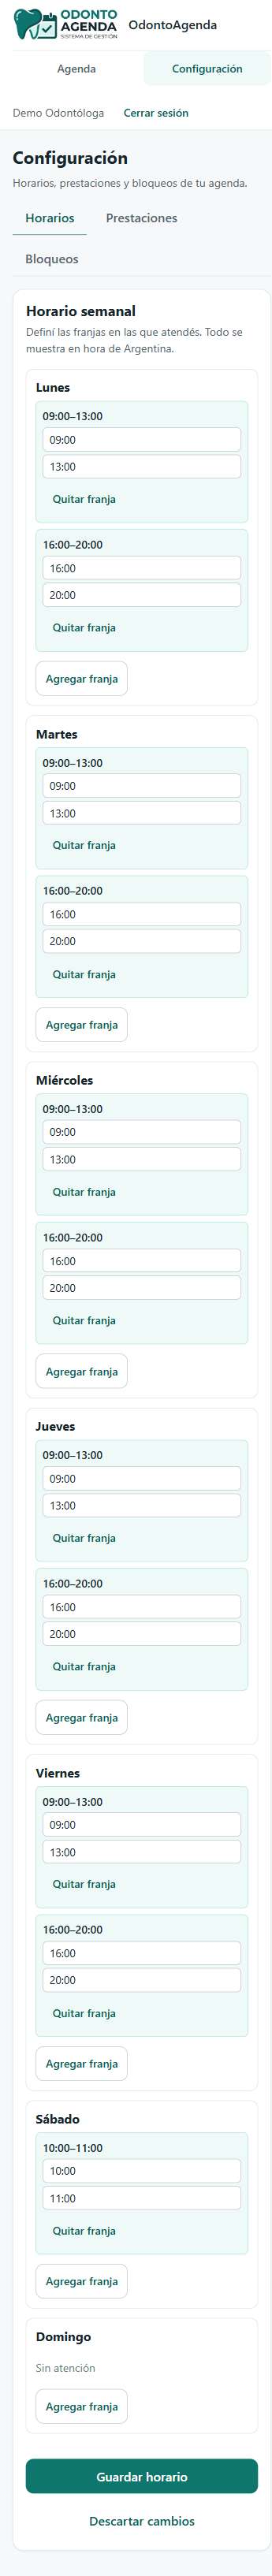 ODONTO
AGENDA
SISTEMA DE GESTIÓN
OdontoAgenda
Agenda
Configuración
Demo Odontóloga
Cerrar sesión
Configuración
Horarios, prestaciones y bloqueos de tu agenda.
Horarios
Prestaciones
Bloqueos
Horario semanal
Definí las franjas en las que atendés. Todo se
muestra en hora de Argentina.
Lunes
09:00–13:00
09:00
13:00
Quitar franja
16:00–20:00
16:00
20:00
Quitar franja
Agregar franja
Martes
09:00–13:00
09:00
13:00
Quitar franja
16:00–20:00
16:00
20:00
Quitar franja
Agregar franja
Miércoles
09:00–13:00
09:00
13:00
Quitar franja
16:00–20:00
16:00
20:00
Quitar franja
Agregar franja
Jueves
09:00–13:00
09:00
13:00
Quitar franja
16:00–20:00
16:00
20:00
Quitar franja
Agregar franja
Viernes
09:00–13:00
09:00
13:00
Quitar franja
16:00–20:00
16:00
20:00
Quitar franja
Agregar franja
Sábado
10:00–11:00
10:00
11:00
Quitar franja
Agregar franja
Domingo
Sin atención
Agregar franja
Guardar horario
Descartar cambios